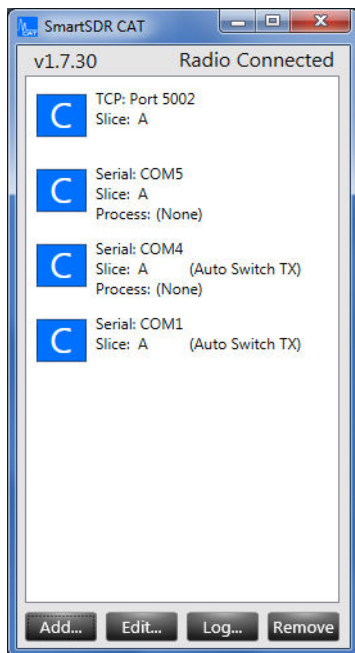 CAT
SmartSDR CAT
v1.7.30 Radio Connected
C
TCP: Port 5002
Slice: A
C
Serial: COM5
Slice: A
Process: (None)
C
Serial: COM4
Slice: A (Auto Switch TX)
Process: (None)
C
Serial: COM1
Slice: A (Auto Switch TX)
Add... Edit... Log... Remove